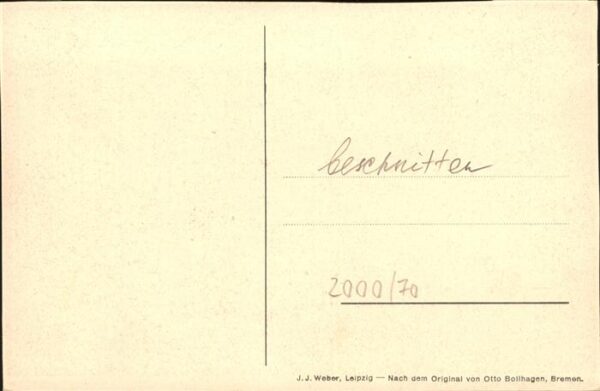 beschnitten
2000/70
J. J. Weber, Leipzig — Nach dem Original von Otto Bollhagen, Bremen.